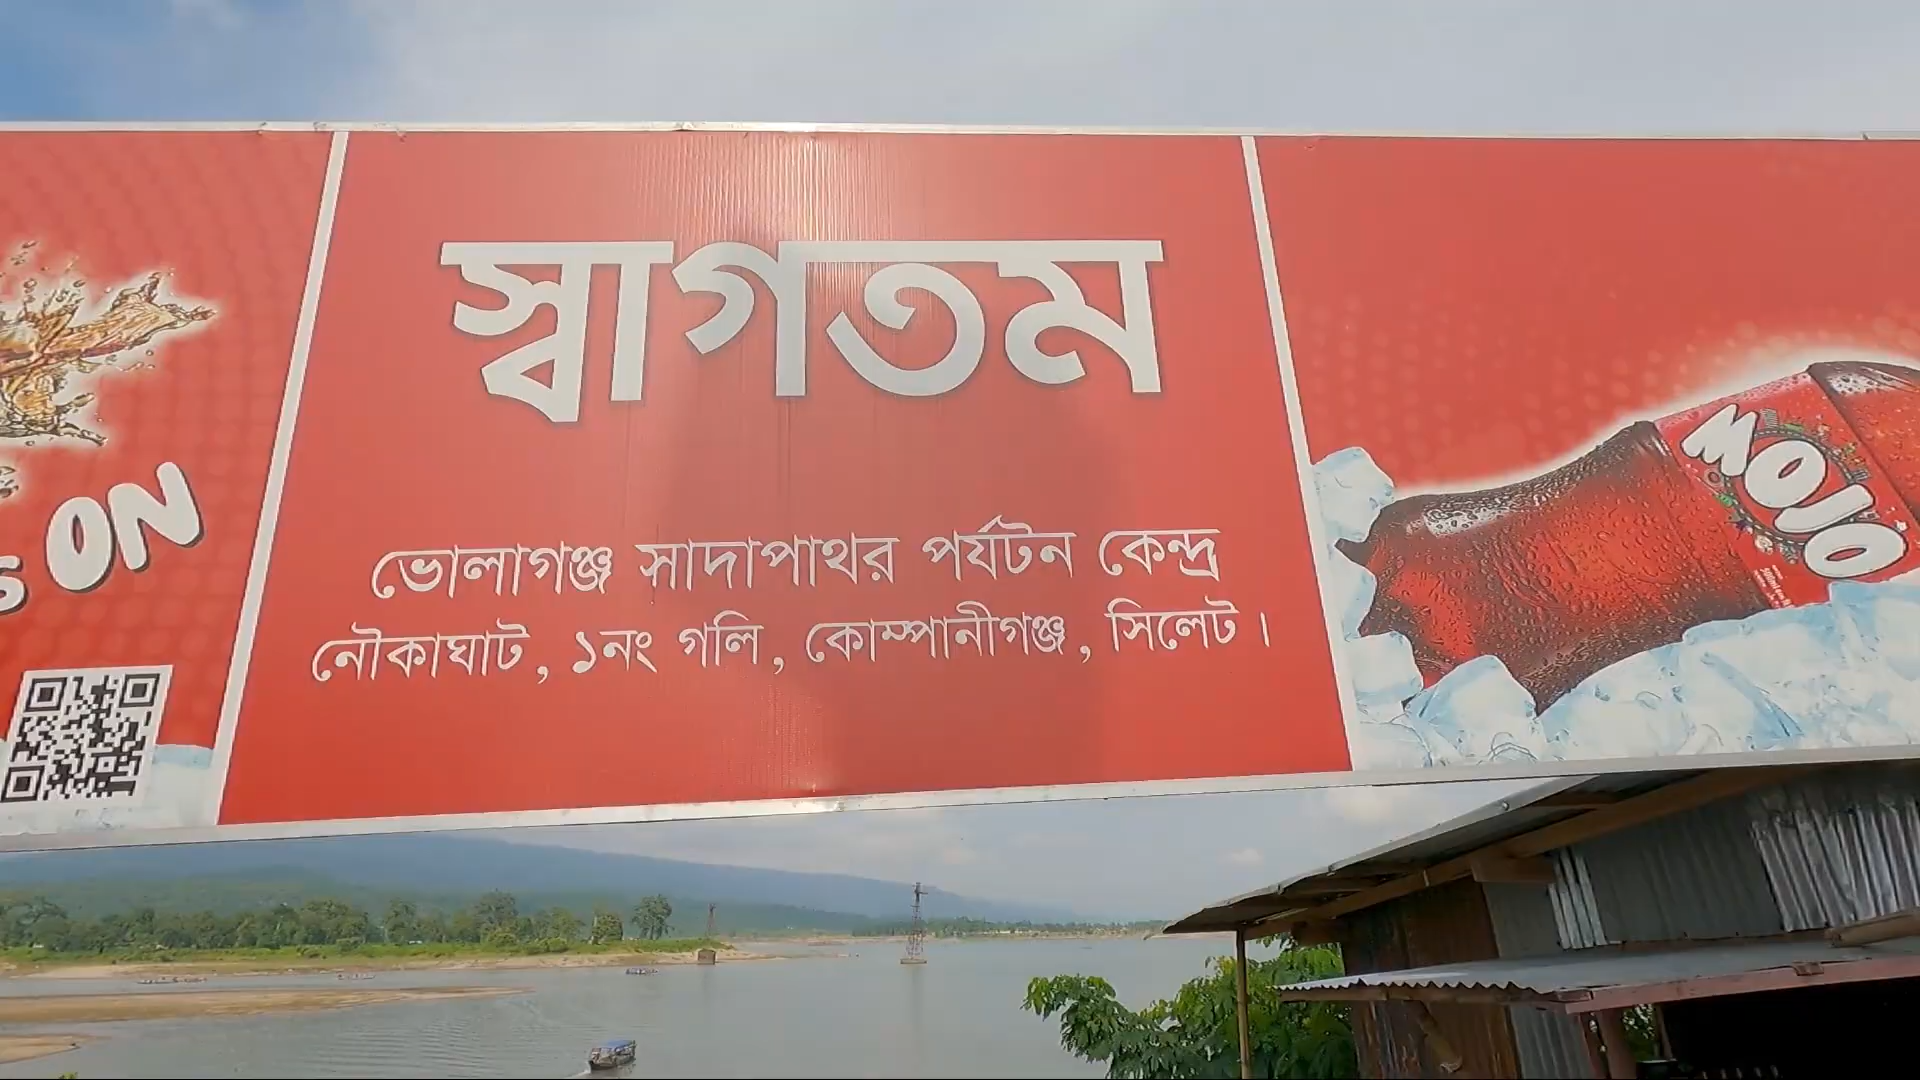 স্বাগতম
ভোলাগঞ্জ সাদাপাথর পর্যটন কেন্দ্র
নৌকাঘাট, ১নং গলি, কোম্পানীগঞ্জ, সিলেট।
ON
MOJO